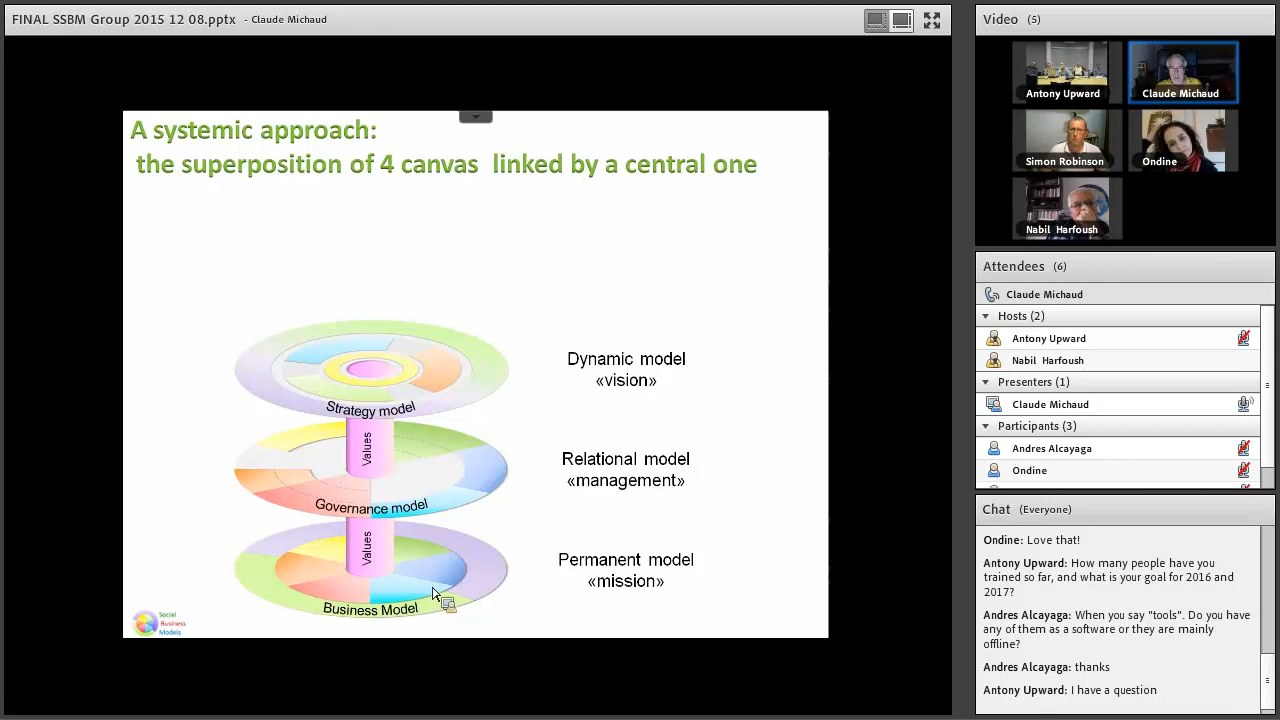 FINAL SSBM Group 2015 12 08.pptx - Claude Michaud
A systemic approach:
the superposition of 4 canvas linked by a central one
Dynamic model
«vision»
Strategy model
Values
Relational model
«management»
Governance model
Values
Permanent model
«mission»
Business Model
Social
Business
Models
Video (5)
Antony Upward
Claude Michaud
Simon Robinson
Ondine
Nabil Harfoush
Attendees (6)
Claude Michaud
Hosts (2)
Antony Upward
Nabil Harfoush
Presenters (1)
Claude Michaud
Participants (3)
Andres Alcayaga
Ondine
Chat (Everyone)
Ondine: Love that!
Antony Upward: How many people have you
trained so far, and what is your goal for 2016 and
2017?
Andres Alcayaga: When you say "tools". Do you have
any of them as a software or they are mainly
offline?
Andres Alcayaga: thanks
Antony Upward: I have a question